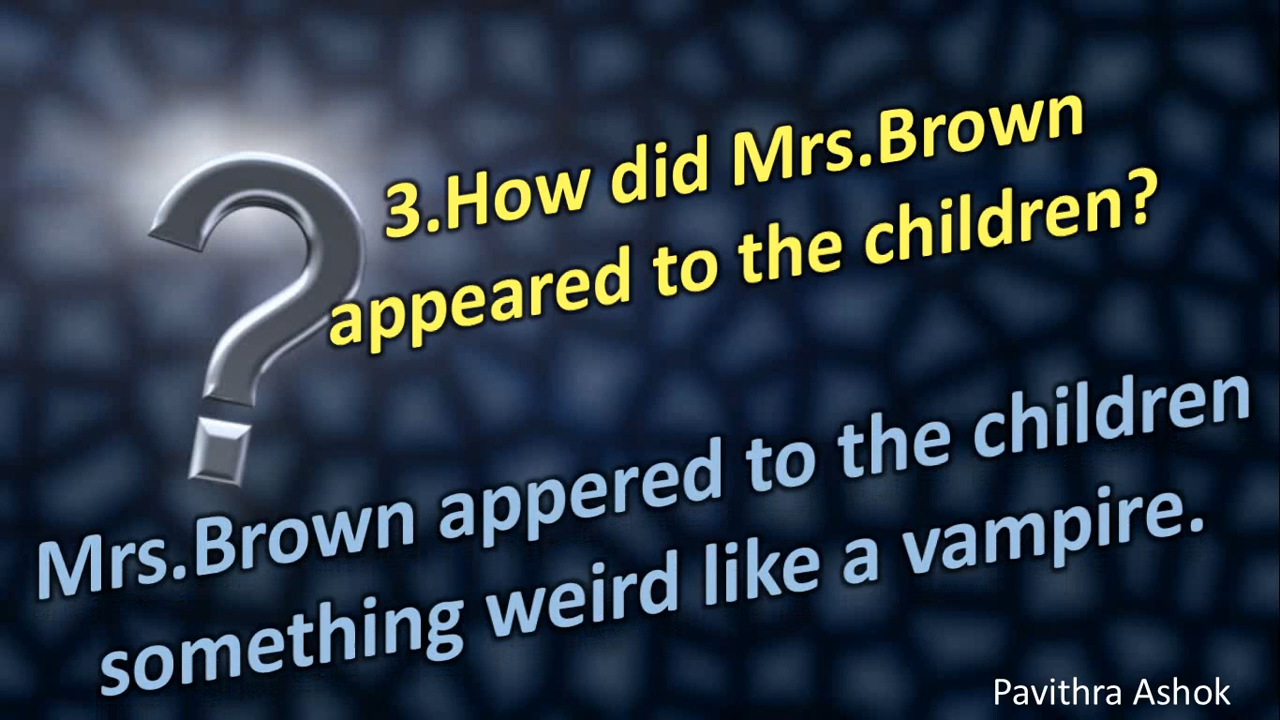 3.How did Mrs.Brown
appeared to the children?
Mrs.Brown appered to the children
something weird like a vampire.
Pavithra Ashok